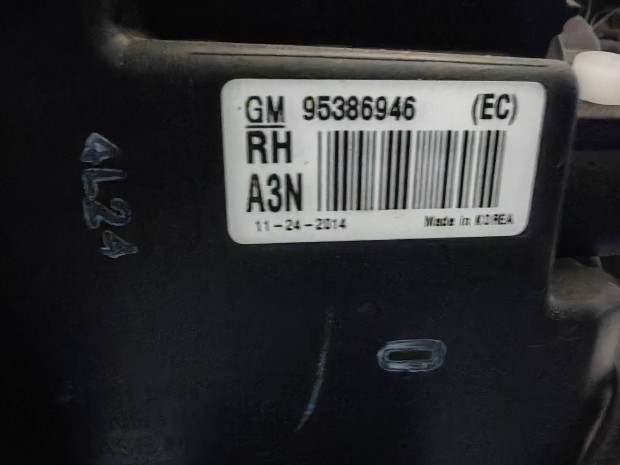 GM 95386946 (EC)
RH
A3N
11-24-2014 Made in KOREA
4L24